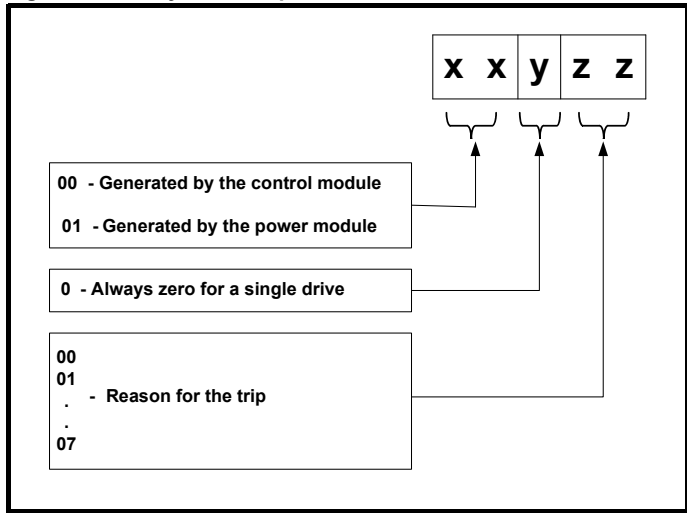 x x y z z
00 - Generated by the control module
01 - Generated by the power module
0 - Always zero for a single drive
00
01
. - Reason for the trip
.
07